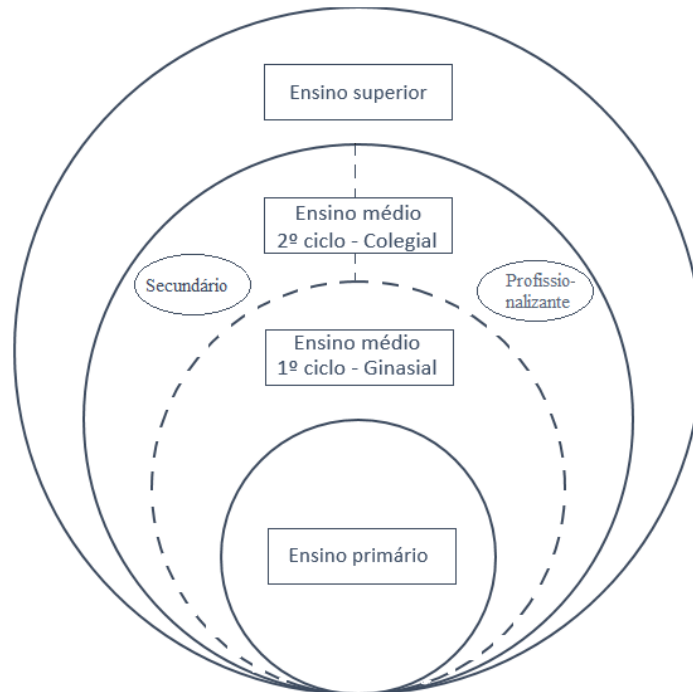 Ensino superior
Ensino médio
2º ciclo - Colegial
Secundário
Profissio-
nalizante
Ensino médio
1º ciclo - Ginasial
Ensino primário